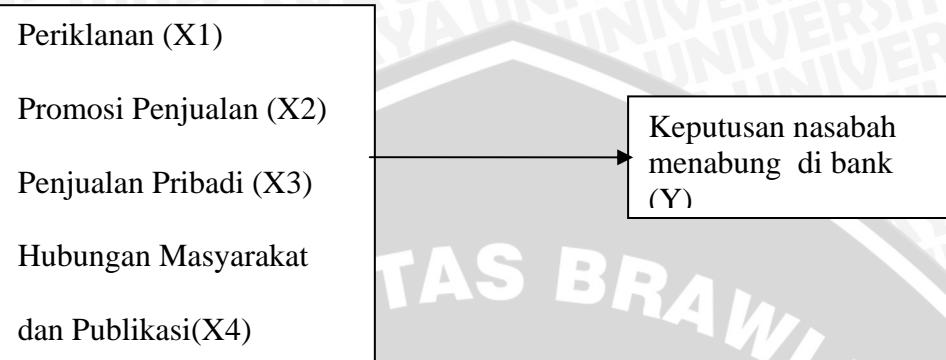 Periklanan (X1)
Promosi Penjualan (X2)
Penjualan Pribadi (X3)
Hubungan Masyarakat
dan Publikasi(X4)
Keputusan nasabah
menabung di bank
(Y)
TAS BRAW